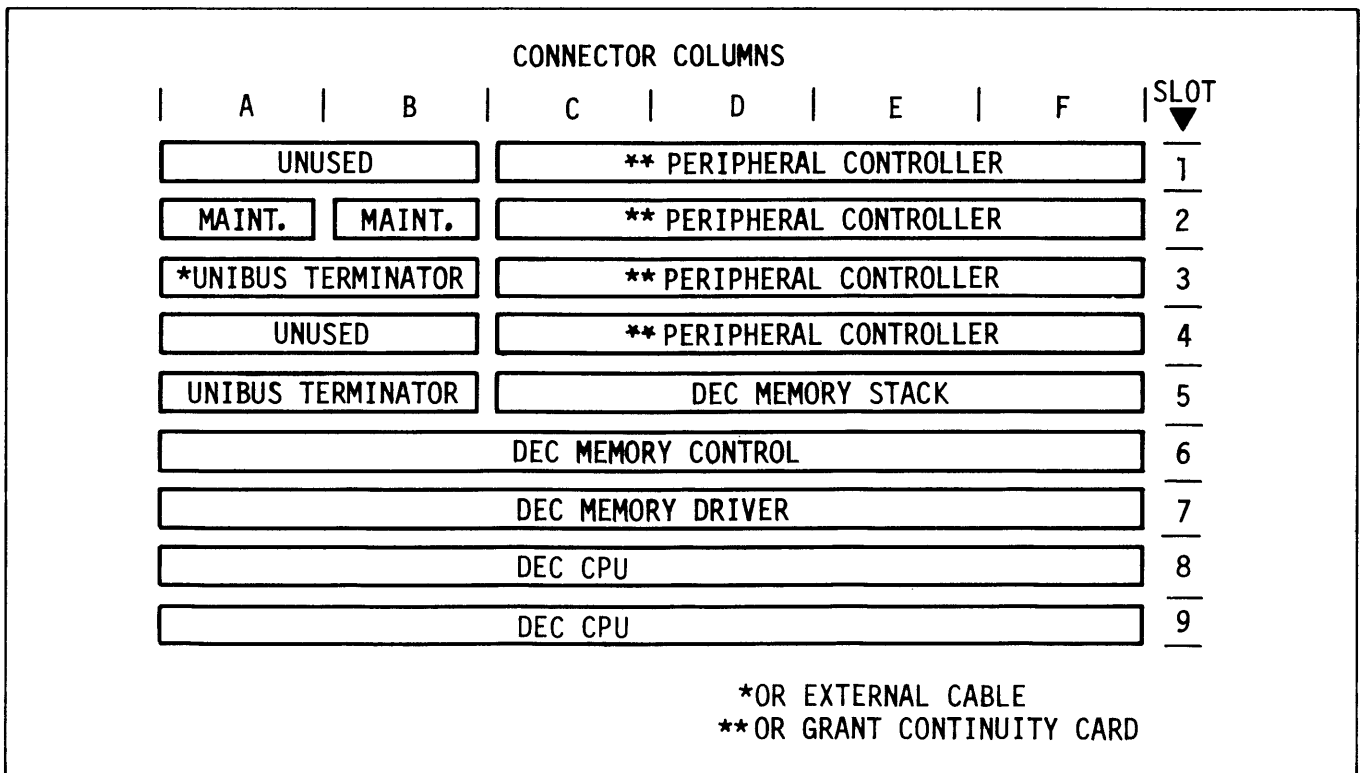 CONNECTOR COLUMNS
A B C D E F SLOT
UNUSED ** PERIPHERAL CONTROLLER 1
MAINT. MAINT. ** PERIPHERAL CONTROLLER 2
*UNIBUS TERMINATOR ** PERIPHERAL CONTROLLER 3
UNUSED ** PERIPHERAL CONTROLLER 4
UNIBUS TERMINATOR DEC MEMORY STACK 5
DEC MEMORY CONTROL 6
DEC MEMORY DRIVER 7
DEC CPU 8
DEC CPU 9
*OR EXTERNAL CABLE
**OR GRANT CONTINUITY CARD